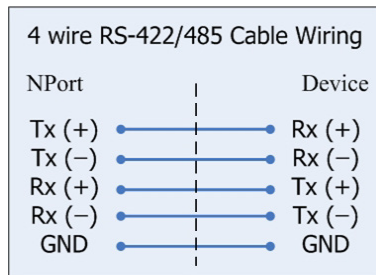 4 wire RS-422/485 Cable Wiring
NPort Device
Tx (+) Rx (+)
Tx (−) Rx (−)
Rx (+) Tx (+)
Rx (−) Tx (−)
GND GND